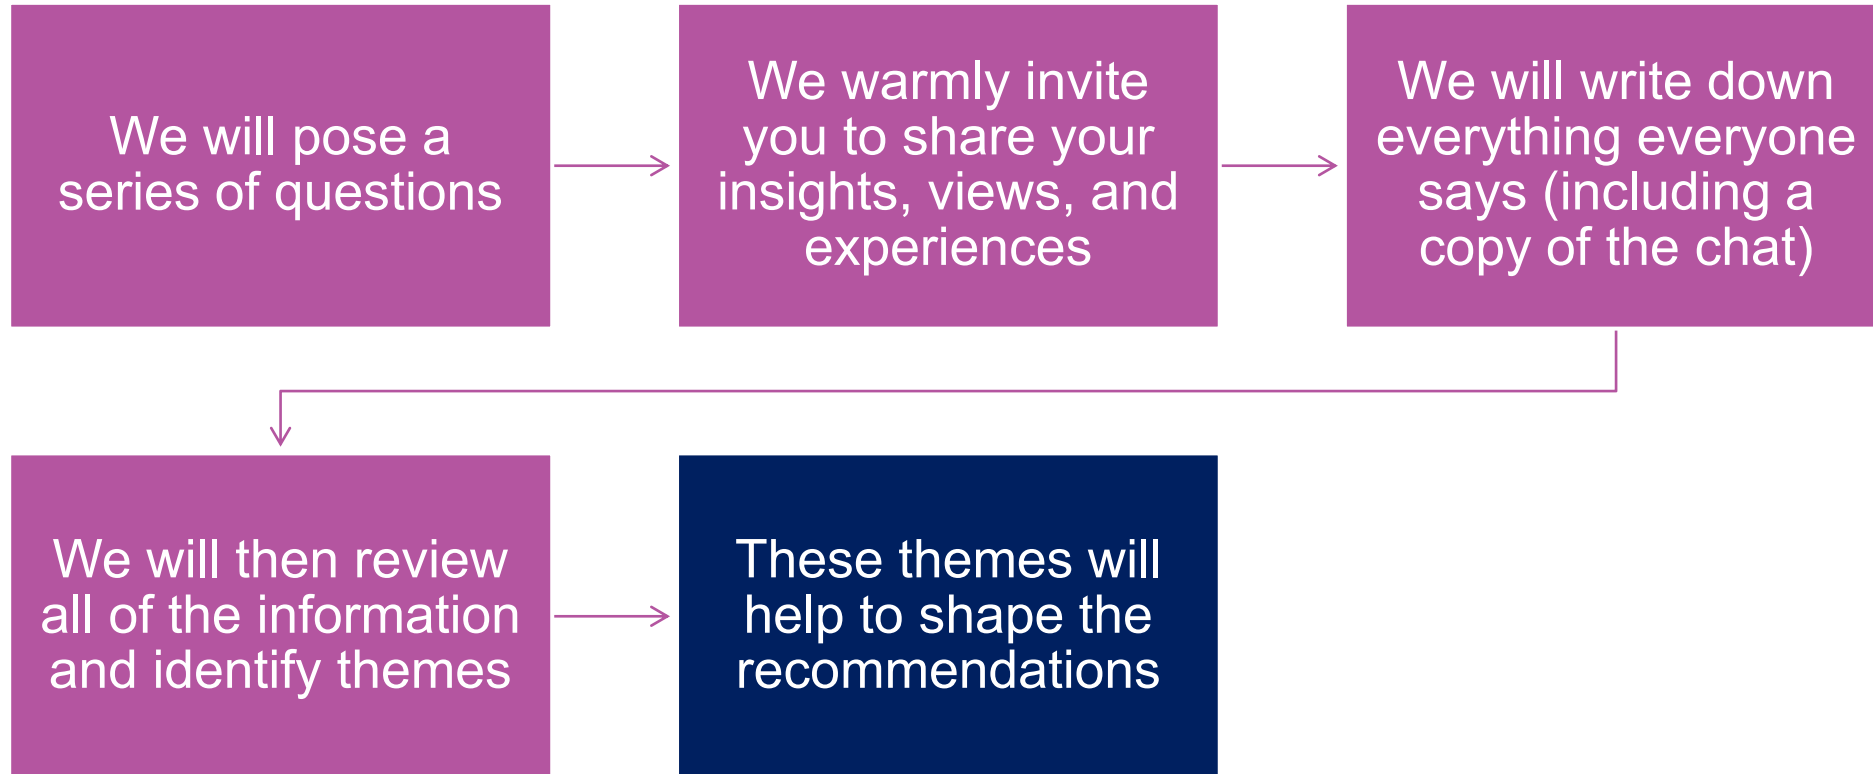 We will pose a
series of questions
We warmly invite
you to share your
insights, views, and
experiences
We will write down
everything everyone
says (including a
copy of the chat)
We will then review
all of the information
and identify themes
These themes will
help to shape the
recommendations